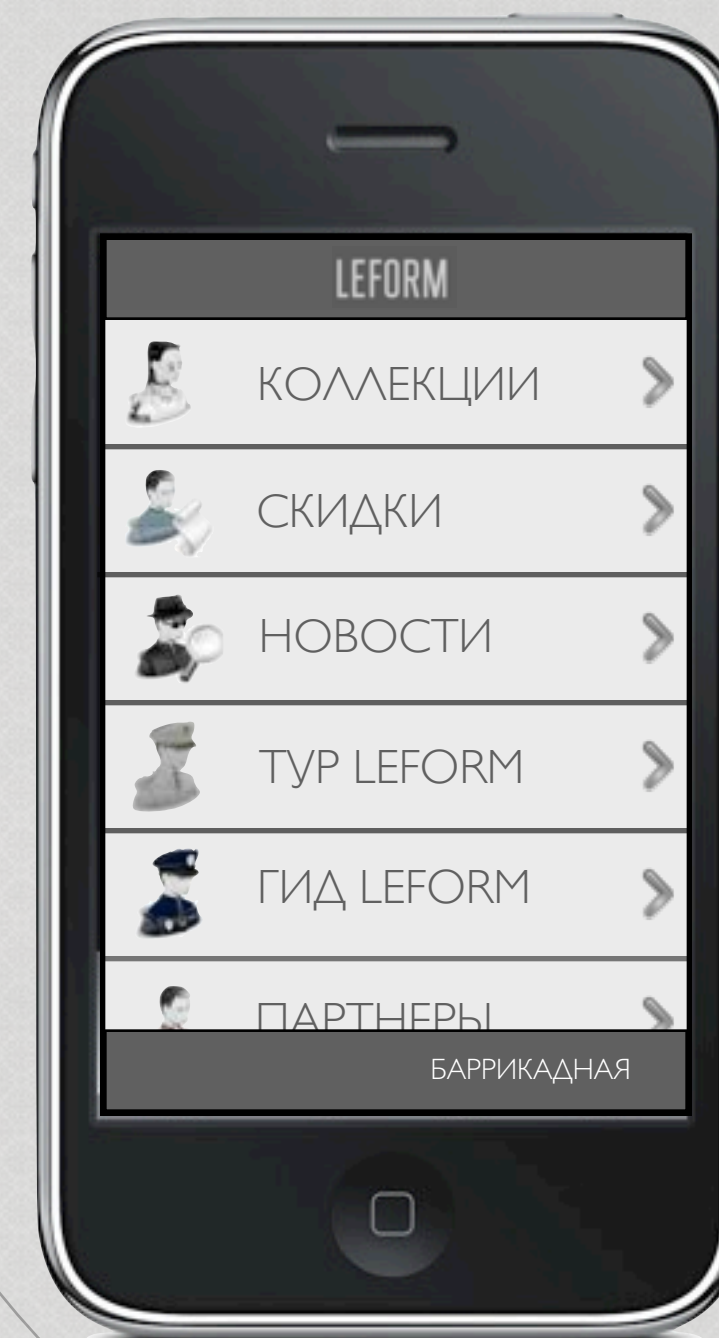 LEFORM
КОЛЛЕКЦИИ
СКИДКИ
НОВОСТИ
ТУР LEFORM
ГИД LEFORM
ПАРТНЕРЫ
БАРРИКАДНАЯ